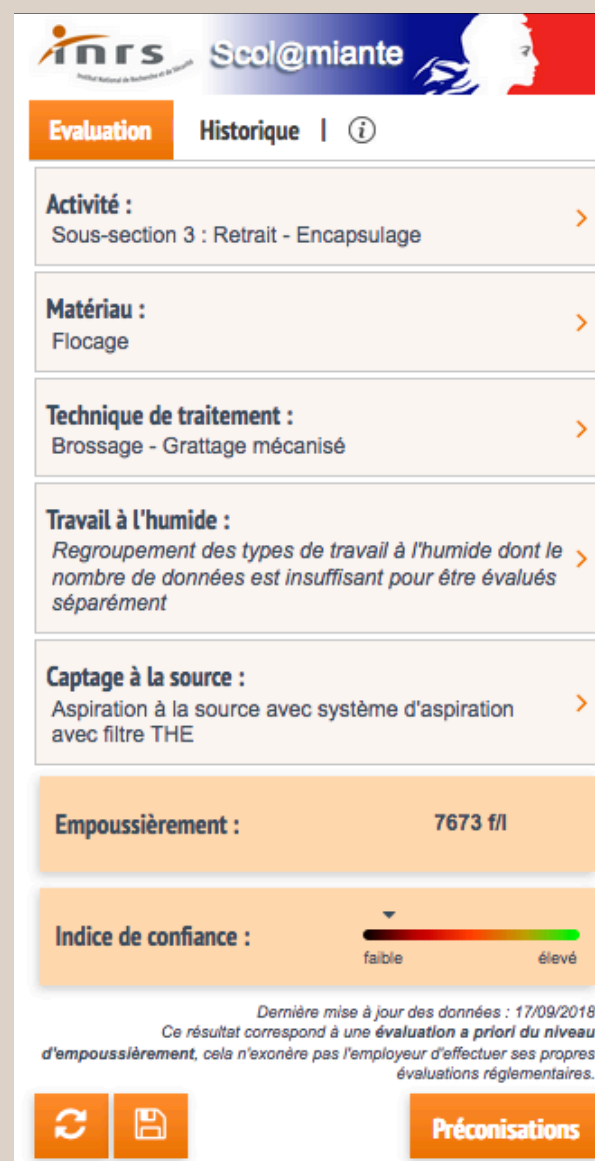 inrs
Institut National de Recherche et de Sécurité
Scol@miante
Evaluation Historique |
Activité :
Sous-section 3 : Retrait - Encapsulage
Matériau :
Flocage
Technique de traitement :
Brossage - Grattage mécanisé
Travail à l'humide :
Regroupement des types de travail à l'humide dont le
nombre de données est insuffisant pour être évalués
séparément
Captage à la source :
Aspiration à la source avec système d'aspiration
avec filtre THE
Empoussièrement : 7673 f/l
Indice de confiance :
faible élevé
Dernière mise à jour des données : 17/09/2018
Ce résultat correspond à une évaluation a priori du niveau
d'empoussièrement, cela n'exonère pas l'employeur d'effectuer ses propres
évaluations réglementaires.
Préconisations